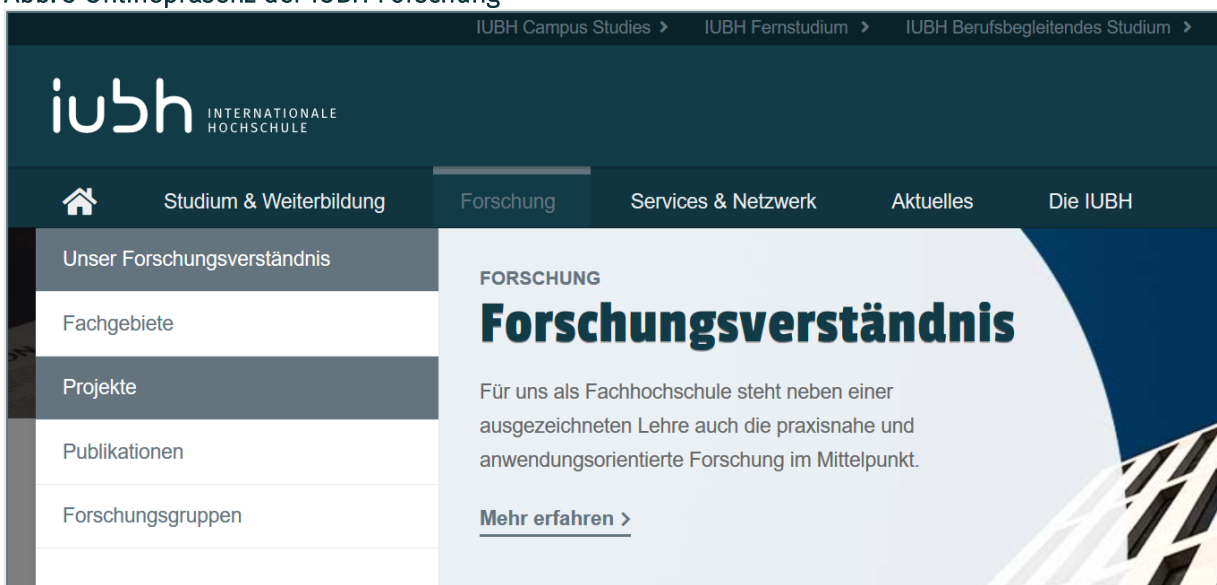 IUBH Campus Studies > IUBH Fernstudium > IUBH Berufsbegleitendes Studium >
iubh INTERNATIONALE
HOCHSCHULE
Studium & Weiterbildung Forschung Services & Netzwerk Aktuelles Die IUBH
Unser Forschungsverständnis
Fachgebiete
Projekte
Publikationen
Forschungsgruppen
FORSCHUNG
Forschungsverständnis
Für uns als Fachhochschule steht neben einer
ausgezeichneten Lehre auch die praxisnahe und
anwendungsorientierte Forschung im Mittelpunkt.
Mehr erfahren >